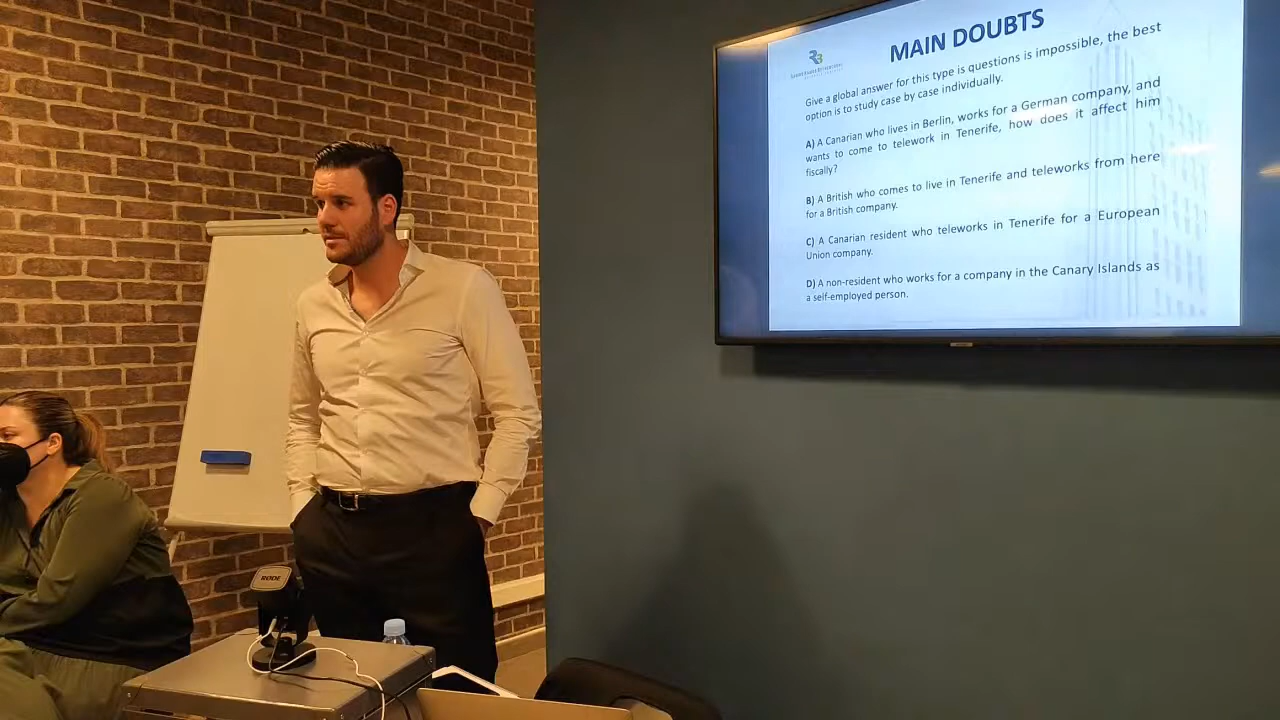 MAIN DOUBTS
Give a global answer for this type is questions is impossible, the best
option is to study case by case individually.
A) A Canarian who lives in Berlin, works for a German company, and
wants to come to telework in Tenerife, how does it affect him
fiscally?
B) A British who comes to live in Tenerife and teleworks from here
for a British company.
C) A Canarian resident who teleworks in Tenerife for a European
Union company.
D) A non-resident who works for a company in the Canary Islands as
a self-employed person.
RODE